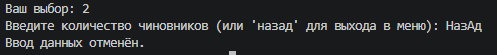 Ваш выбор: 2
Введите количество чиновников (или 'назад' для выхода в меню): НазАд
Ввод данных отменён.